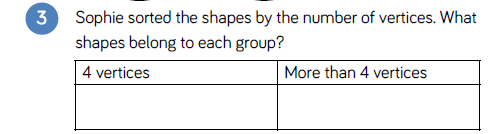 3 Sophie sorted the shapes by the number of vertices. What
shapes belong to each group?
4 vertices More than 4 vertices